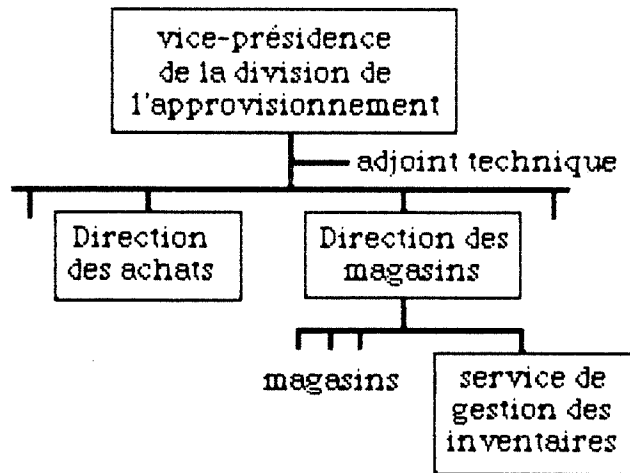 vice-présidence
de la division de
l'approvisionnement
adjoint technique
Direction
des achats
Direction des
magasins
magasins
service de
gestion des
inventaires